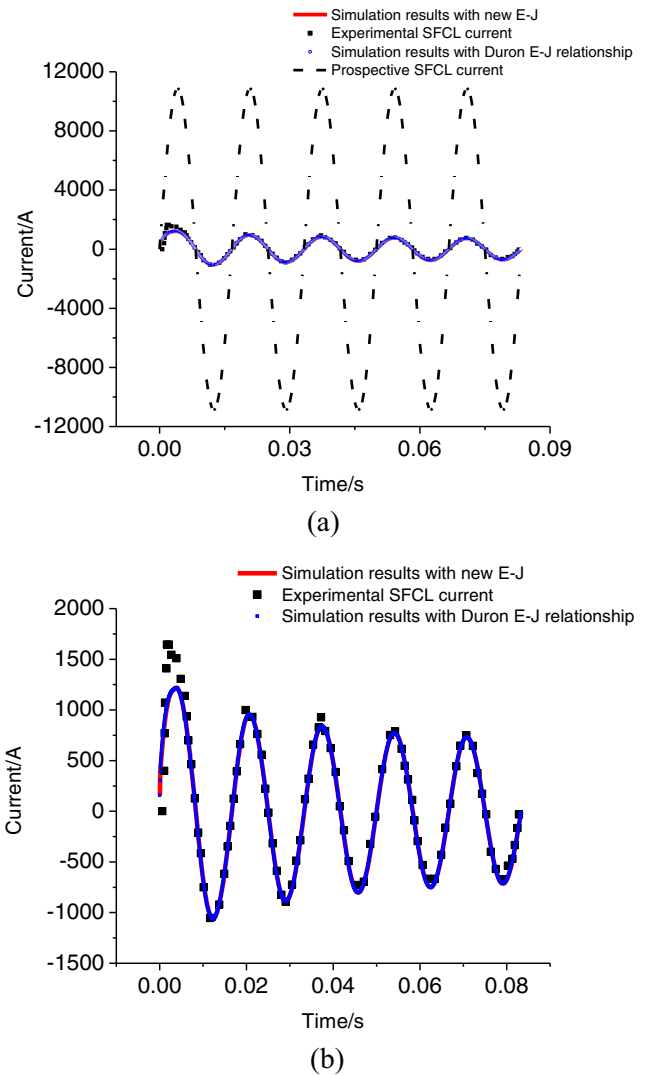 Simulation results with new E-J
Experimental SFCL current
Simulation results with Duron E-J relationship
Prospective SFCL current
12000
8000
4000
0
-4000
-8000
-12000
Current/A
0.00
0.03
0.06
0.09
Time/s
(a)
Simulation results with new E-J
Experimental SFCL current
Simulation results with Duron E-J relationship
2000
1500
1000
500
0
-500
-1000
-1500
Current/A
0.00
0.02
0.04
0.06
0.08
Time/s
(b)